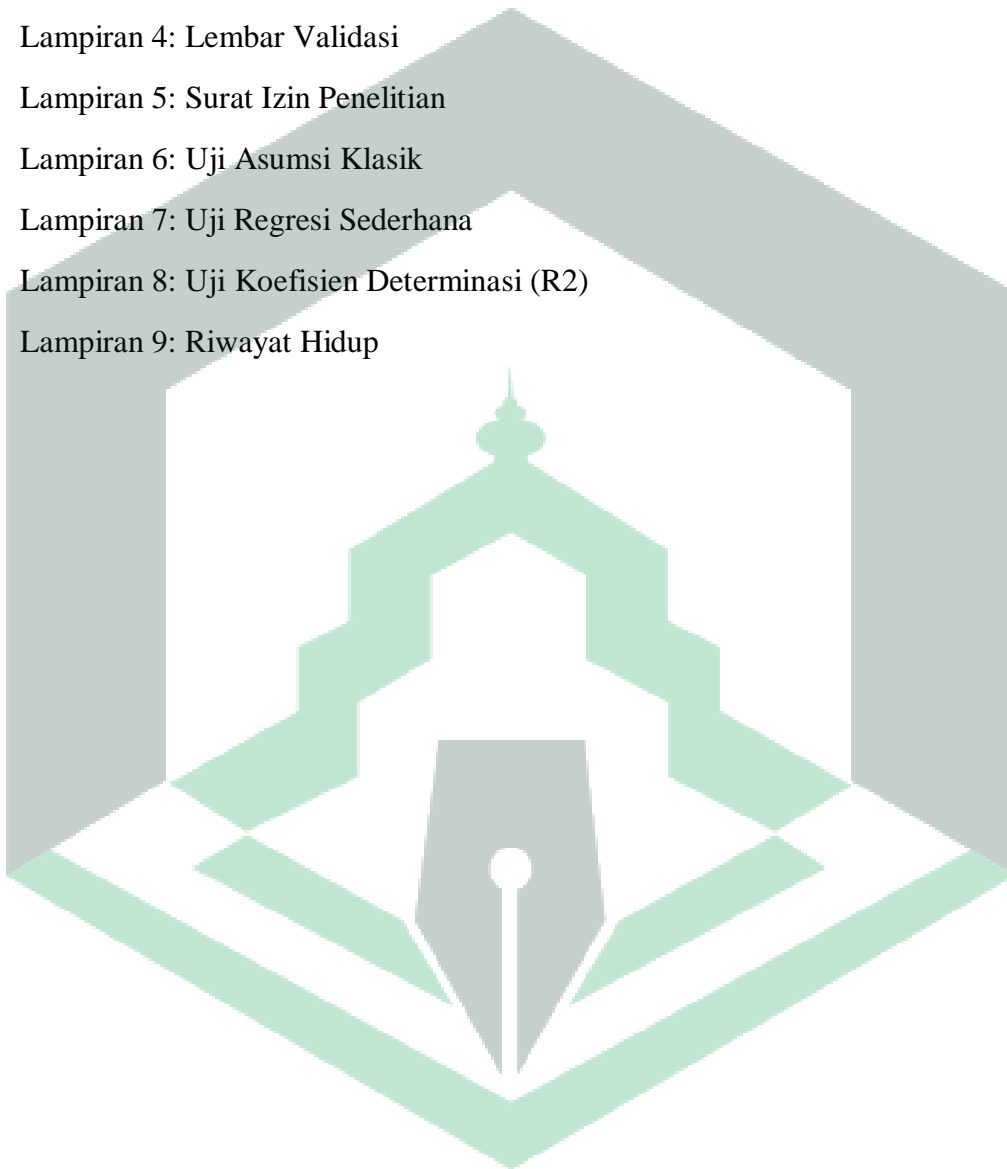 Lampiran 4: Lembar Validasi
Lampiran 5: Surat Izin Penelitian
Lampiran 6: Uji Asumsi Klasik
Lampiran 7: Uji Regresi Sederhana
Lampiran 8: Uji Koefisien Determinasi (R2)
Lampiran 9: Riwayat Hidup